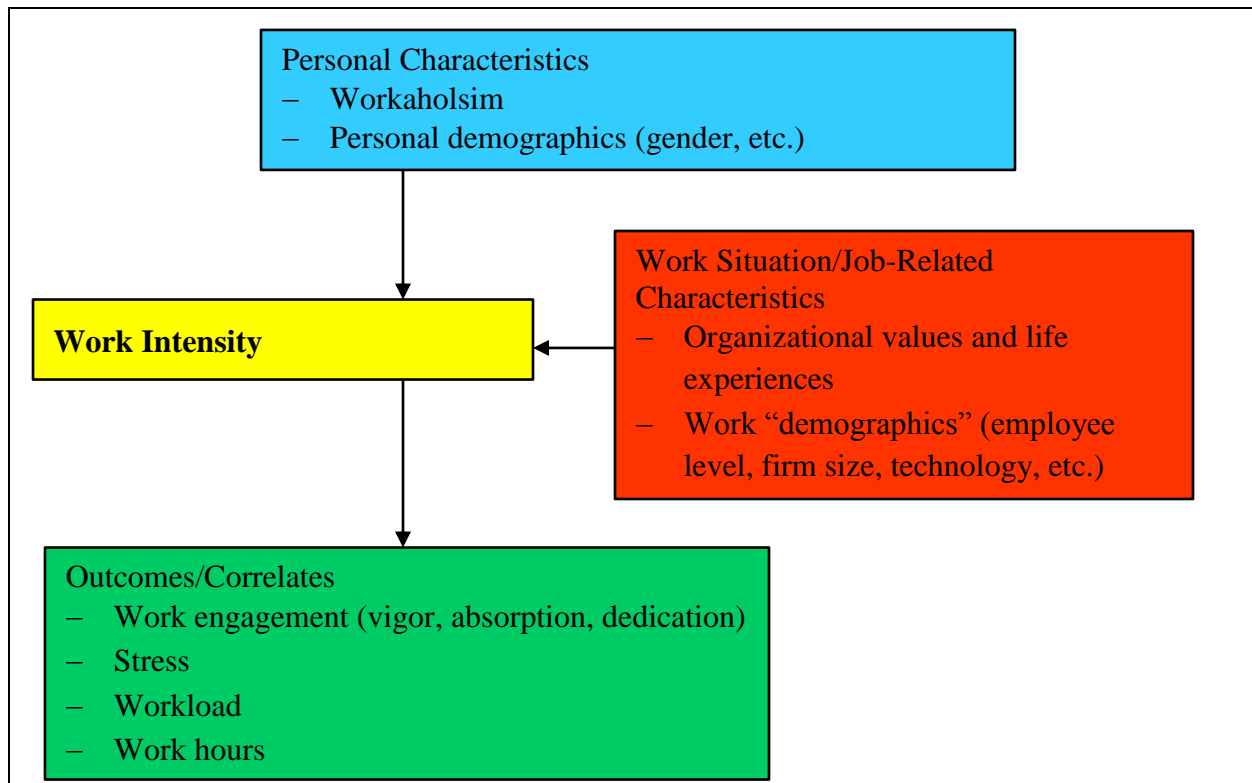 Personal Characteristics
– Workaholsim
– Personal demographics (gender, etc.)
Work Situation/Job-Related
Characteristics
– Organizational values and life
experiences
– Work “demographics” (employee
level, firm size, technology, etc.)
Work Intensity
Outcomes/Correlates
– Work engagement (vigor, absorption, dedication)
– Stress
– Workload
– Work hours